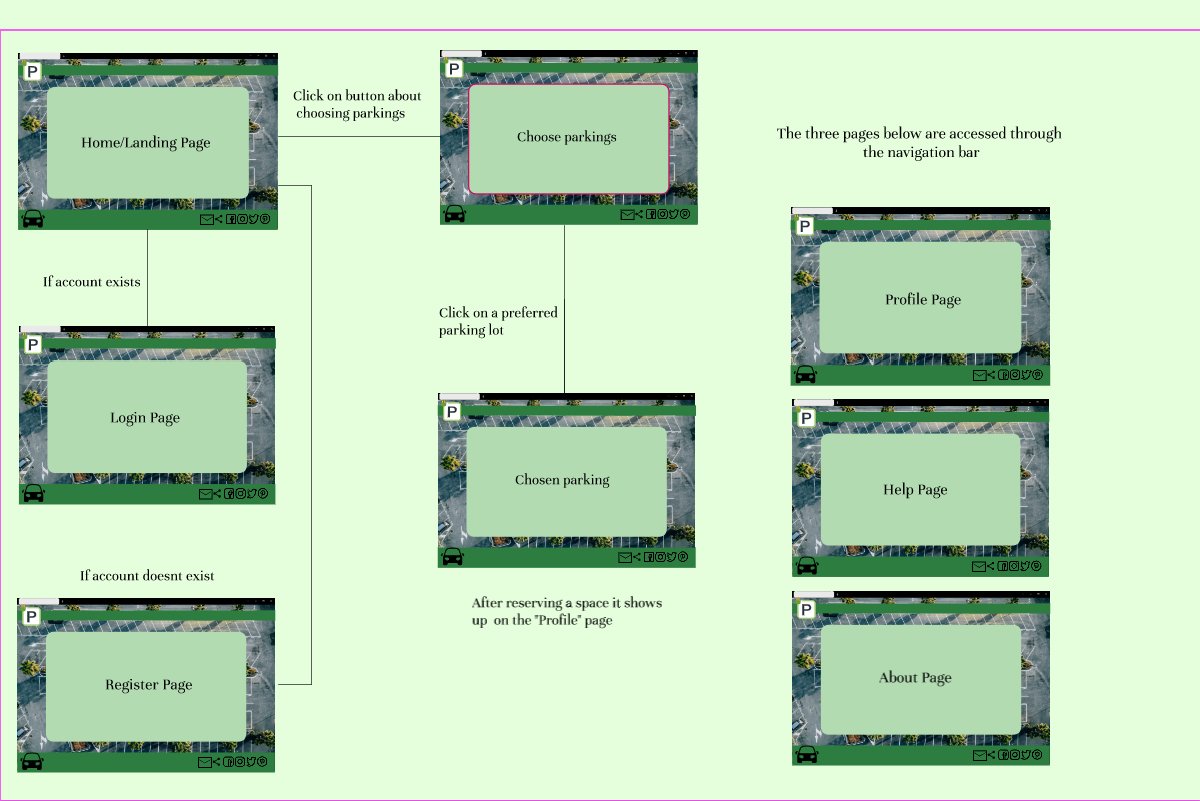 P
Home/Landing Page
Click on button about
choosing parkings
P
Choose parkings
The three pages below are accessed through
the navigation bar
If account exists
P
Login Page
Click on a preferred
parking lot
P
Chosen parking
After reserving a space it shows
up on the "Profile" page
If account doesnt exist
P
Register Page
P
Profile Page
P
Help Page
P
About Page